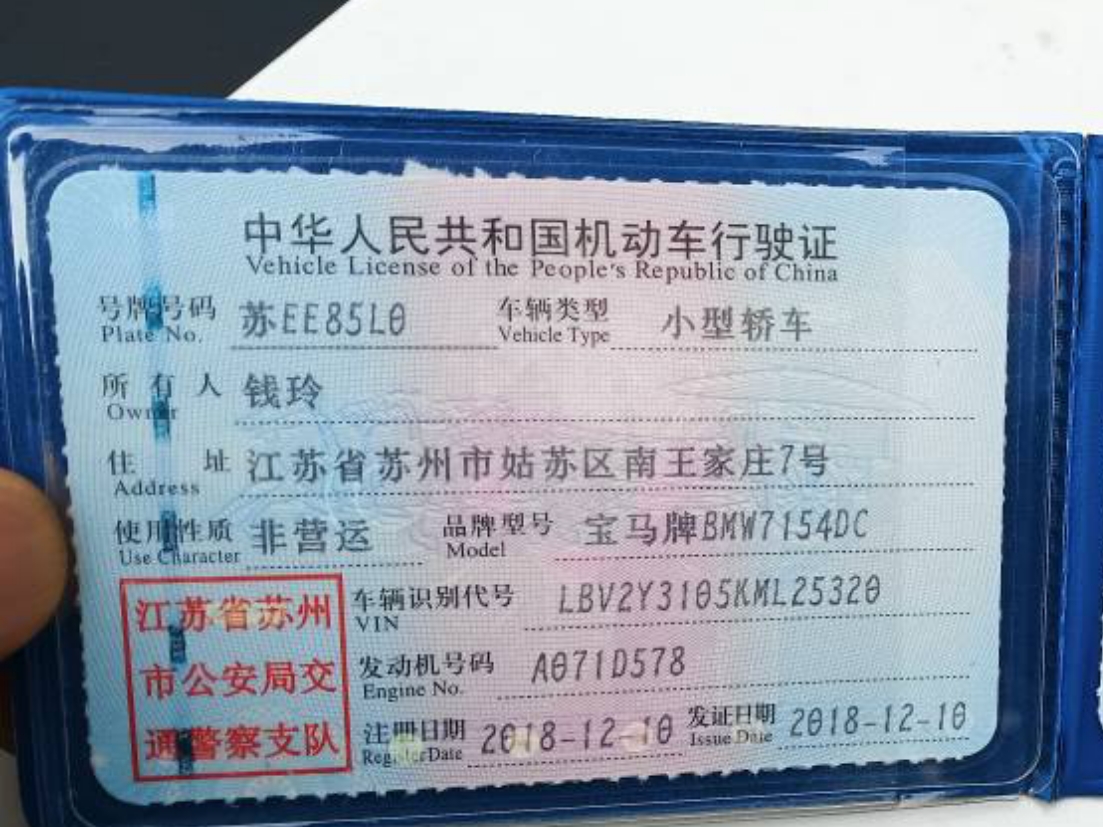 中华人民共和国机动车行驶证
Vehicle License of the People's Republic of China
号牌号码 苏EE85L0 车辆类型 小型轿车
Plate No. Vehicle Type
所有人 钱玲
Owner
住址 江苏省苏州市姑苏区南王家庄7号
Address
使用性质 非营运 品牌型号 宝马牌BMW7154DC
Use Character Model
江苏省苏州
市公安局交
通警察支队
车辆识别代号 LBV2Y3105KML25320
VIN
发动机号码 A071D578
Engine No.
注册日期 2018-12-10 发证日期 2018-12-10
Register Date Issue Date